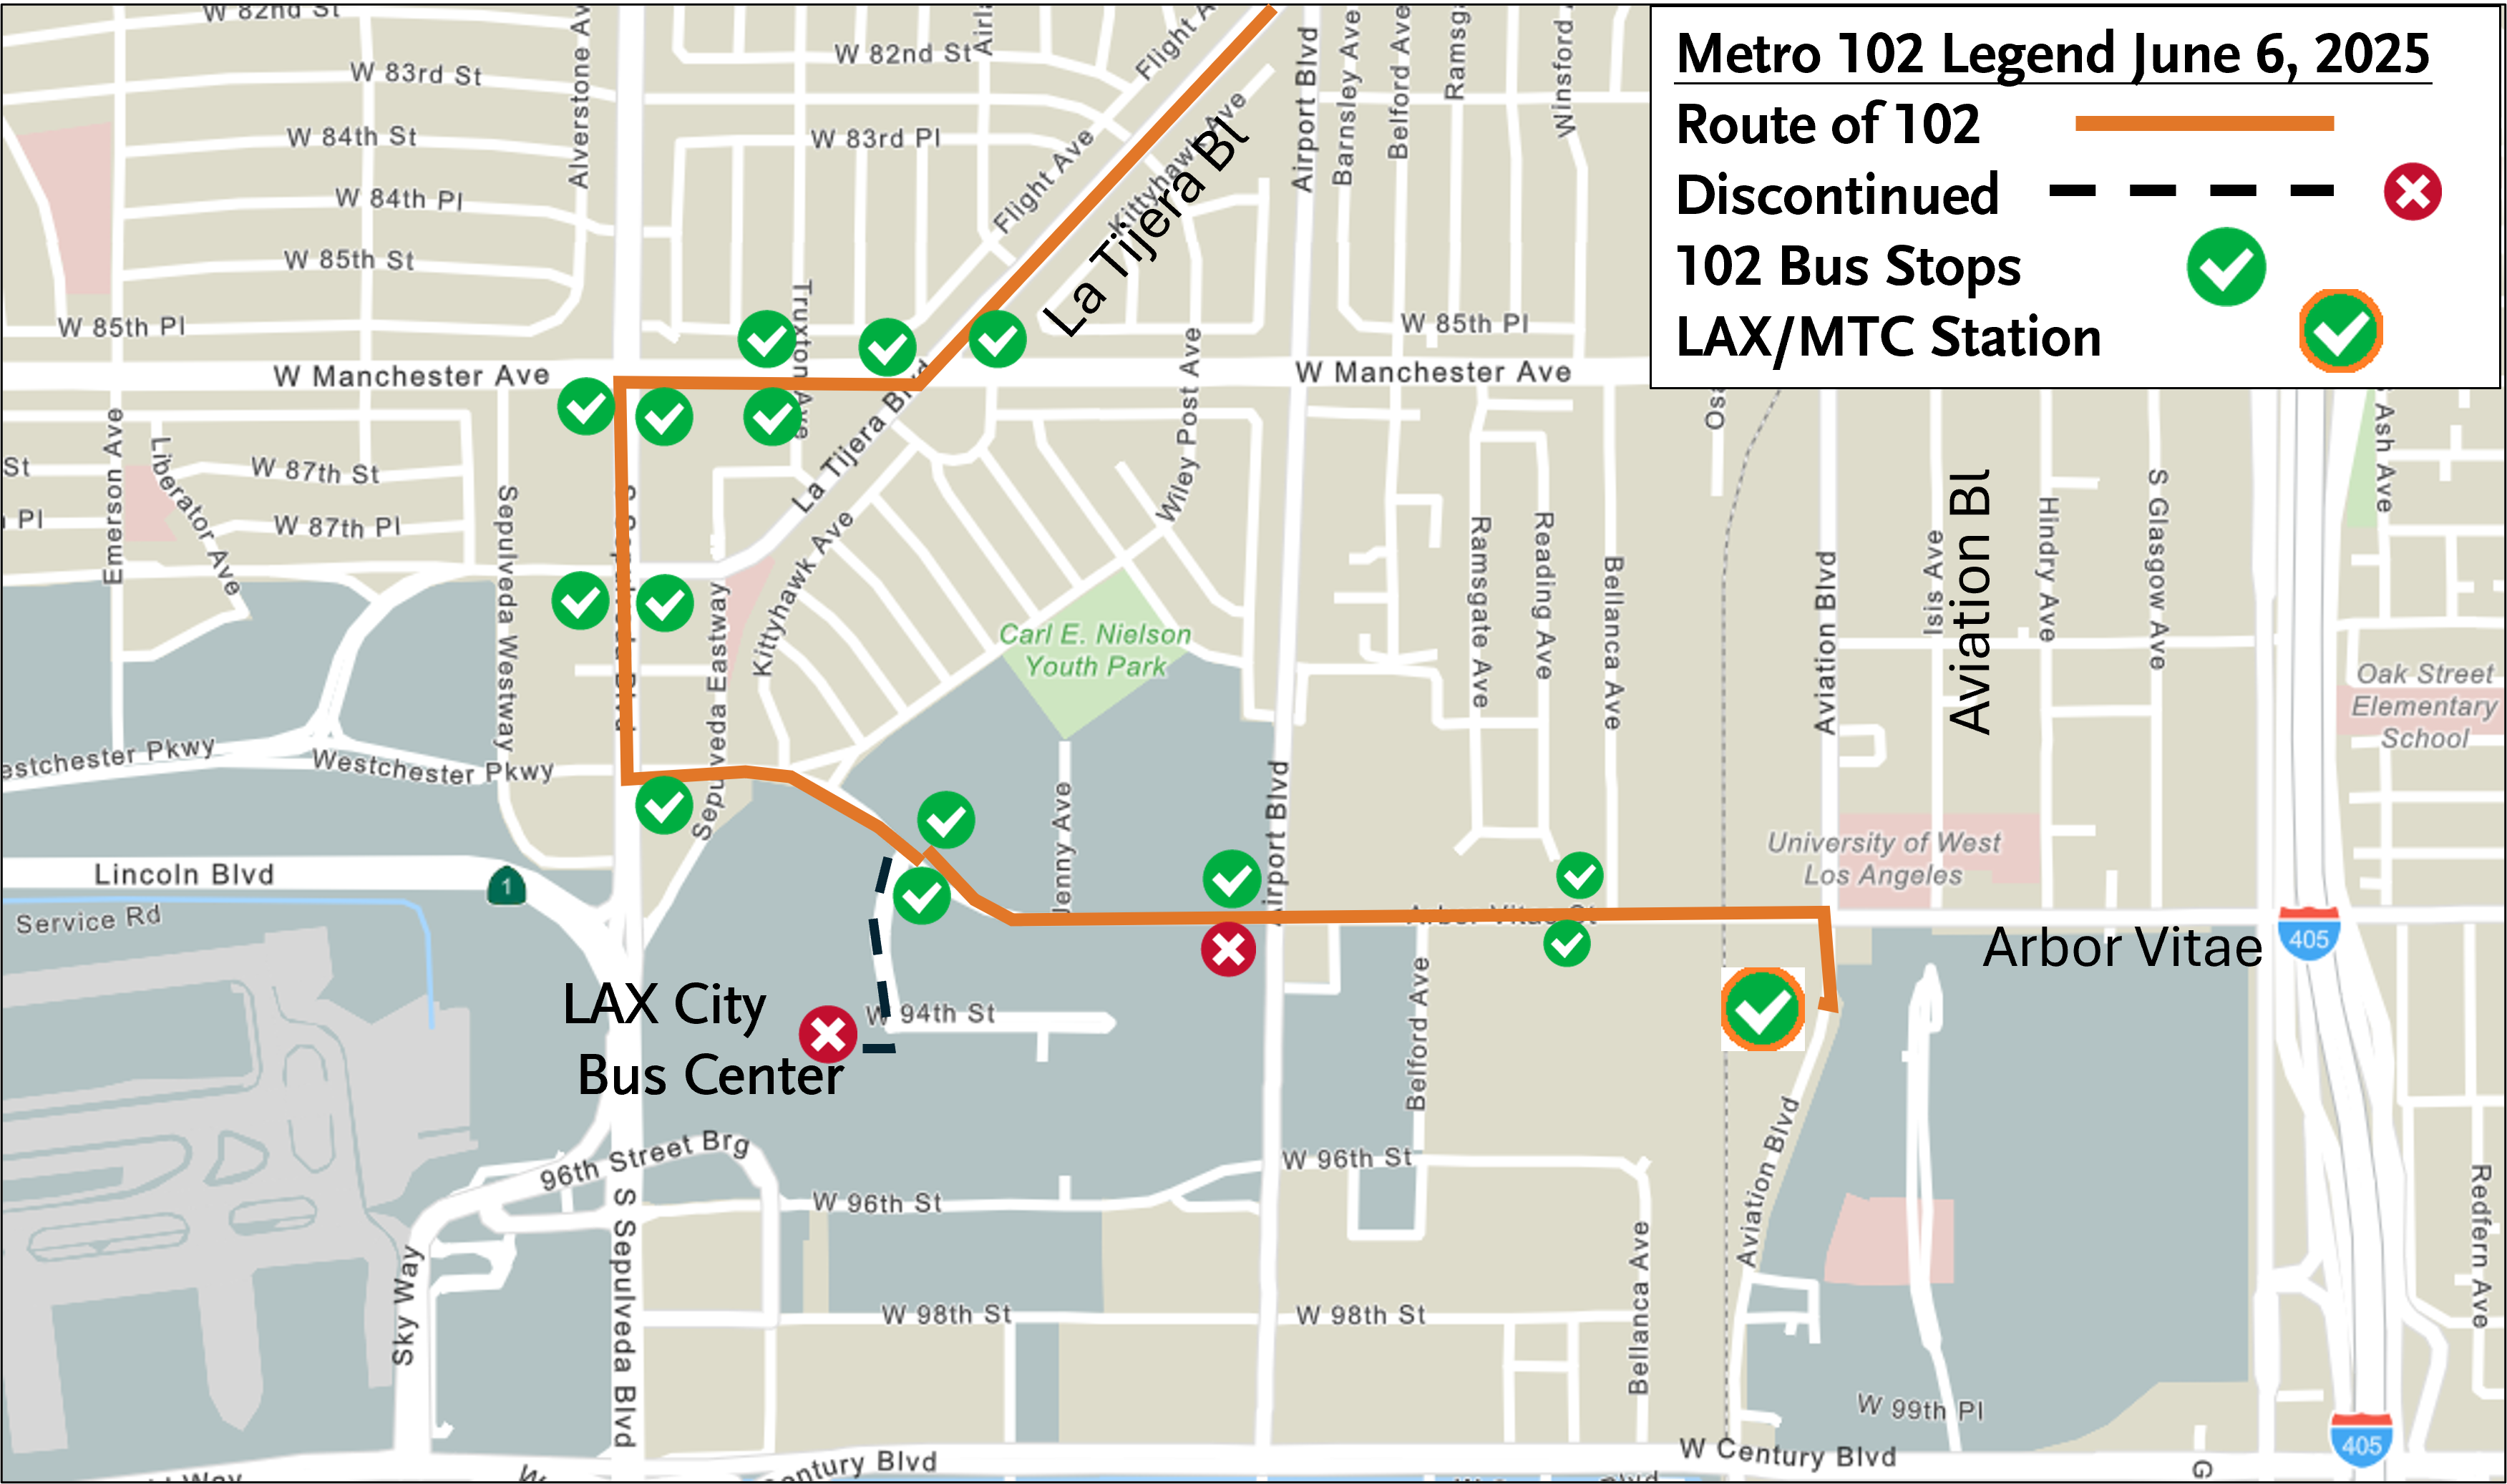 Metro 102 Legend June 6, 2025
Route of 102
Discontinued
102 Bus Stops
LAX/MTC Station
W 82nd St
W 83rd St
W 84th St
W 84th Pl
W 85th St
W 85th Pl
W Manchester Ave
Alverstone Av
W 82nd St
W 83rd Pl
Flight A
Flight Ave
Kittyhawk Ave
La Tijera Bl
Airport Blvd
Barnsley Ave
Belford Ave
Ramsg
Winsford
Truxton Ave
W 85th Pl
W Manchester Ave
Wiley Post Ave
La Tijera Blvd
Emerson Ave
Liberator Ave
St
Pl
W 87th St
W 87th Pl
Sepulveda Westway
Sepulveda Eastway
Kittyhawk Ave
Carl E. Nielson
Youth Park
Ramsgate Ave
Reading Ave
Bellanca Ave
Aviation Blvd
Isis Ave
Aviation Bl
Hindry Ave
S Glasgow Ave
Ash Ave
Oak Street
Elementary
School
estchester Pkwy
Westchester Pkwy
Jenny Ave
Airport Blvd
University of West
Los Angeles
Lincoln Blvd
1
Service Rd
Arbor Vitae St
Arbor Vitae
405
LAX City
Bus Center
W 94th St
Belford Ave
96th Street Brg
W 96th St
W 96th St
Aviation Blvd
Sky Way
S Sepulveda Blvd
W 98th St
W 98th St
Bellanca Ave
Redfern Ave
W 99th Pl
W Century Blvd
entury Blvd
405
G